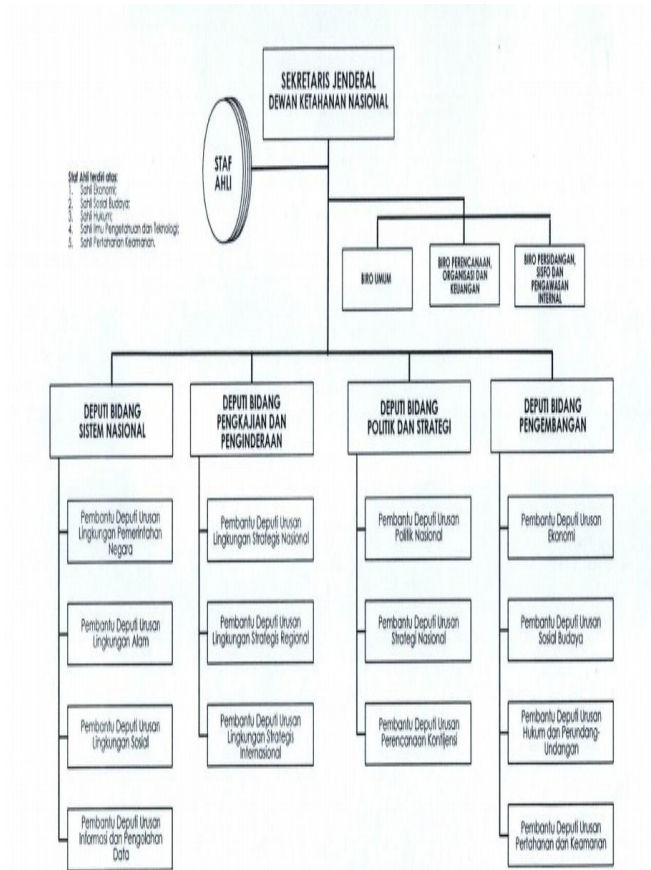 SEKRETARIS JENDERAL
DEWAN KETAHANAN NASIONAL
STAF
AHLI
Staf Ahli terdiri atas:
1. Sahli Ekonomi;
2. Sahli Sosial Budaya;
3. Sahli Hukum;
4. Sahli Ilmu Pengetahuan dan Teknologi;
5. Sahli Pertahanan Keamanan.
BIRO UMUM
BIRO PERENCANAAN,
ORGANISASI DAN
KEUANGAN
BIRO PERSIDANGAN,
SISFO DAN
PENGAWASAN
INTERNAL
DEPUTI BIDANG
SISTEM NASIONAL
Pembantu Deputi Urusan
Lingkungan Pemerintahan
Negara
Pembantu Deputi Urusan
Lingkungan Alam
Pembantu Deputi Urusan
Lingkungan Sosial
Pembantu Deputi Urusan
Informasi dan Pengolahan
Data
DEPUTI BIDANG
PENGKAJIAN DAN
PENGINDERAAN
Pembantu Deputi Urusan
Lingkungan Strategis Nasional
Pembantu Deputi Urusan
Lingkungan Strategis Regional
Pembantu Deputi Urusan
Lingkungan Strategis
Internasional
DEPUTI BIDANG
POLITIK DAN STRATEGI
Pembantu Deputi Urusan
Politik Nasional
Pembantu Deputi Urusan
Strategi Nasional
Pembantu Deputi Urusan
Perencanaan Kontijensi
DEPUTI BIDANG
PENGEMBANGAN
Pembantu Deputi Urusan
Ekonomi
Pembantu Deputi Urusan
Sosial Budaya
Pembantu Deputi Urusan
Hukum dan Perundang-
Undangan
Pembantu Deputi Urusan
Pertahanan dan Keamanan